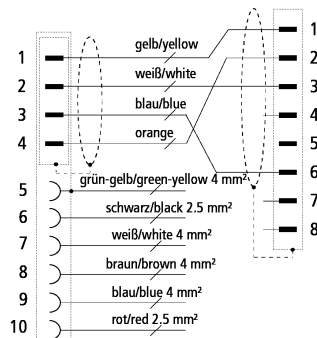 1 gelb/yellow 1
2 weiß/white 2
3 blau/blue 3
4 orange 4
5
6
7
8
5 grün-gelb/green-yellow 4 mm²
6 schwarz/black 2.5 mm²
7 weiß/white 4 mm²
8 braun/brown 4 mm²
9 blau/blue 4 mm²
10 rot/red 2.5 mm²